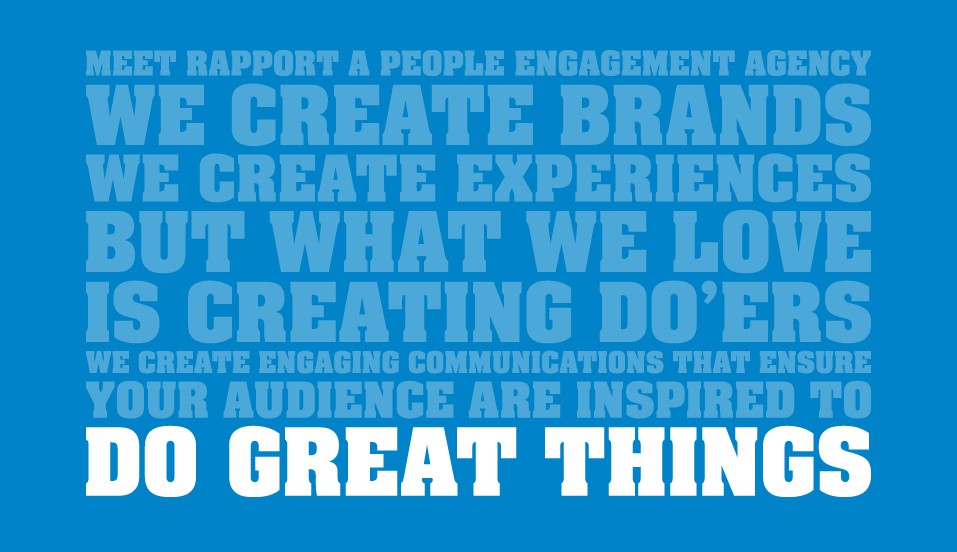 MEET RAPPORT A PEOPLE ENGAGEMENT AGENCY
WE CREATE BRANDS
WE CREATE EXPERIENCES
BUT WHAT WE LOVE
IS CREATING DO’ERS
WE CREATE ENGAGING COMMUNICATIONS THAT ENSURE
YOUR AUDIENCE ARE INSPIRED TO
DO GREAT THINGS